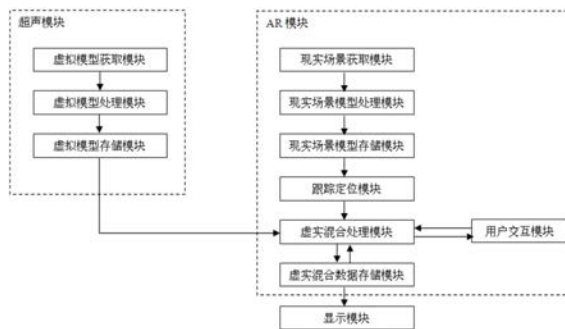 超声模块
虚拟模型获取模块
虚拟模型处理模块
虚拟模型存储模块
AR 模块
现实场景获取模块
现实场景模型处理模块
现实场景模型存储模块
跟踪定位模块
虚实混合处理模块
用户交互模块
虚实混合数据存储模块
显示模块